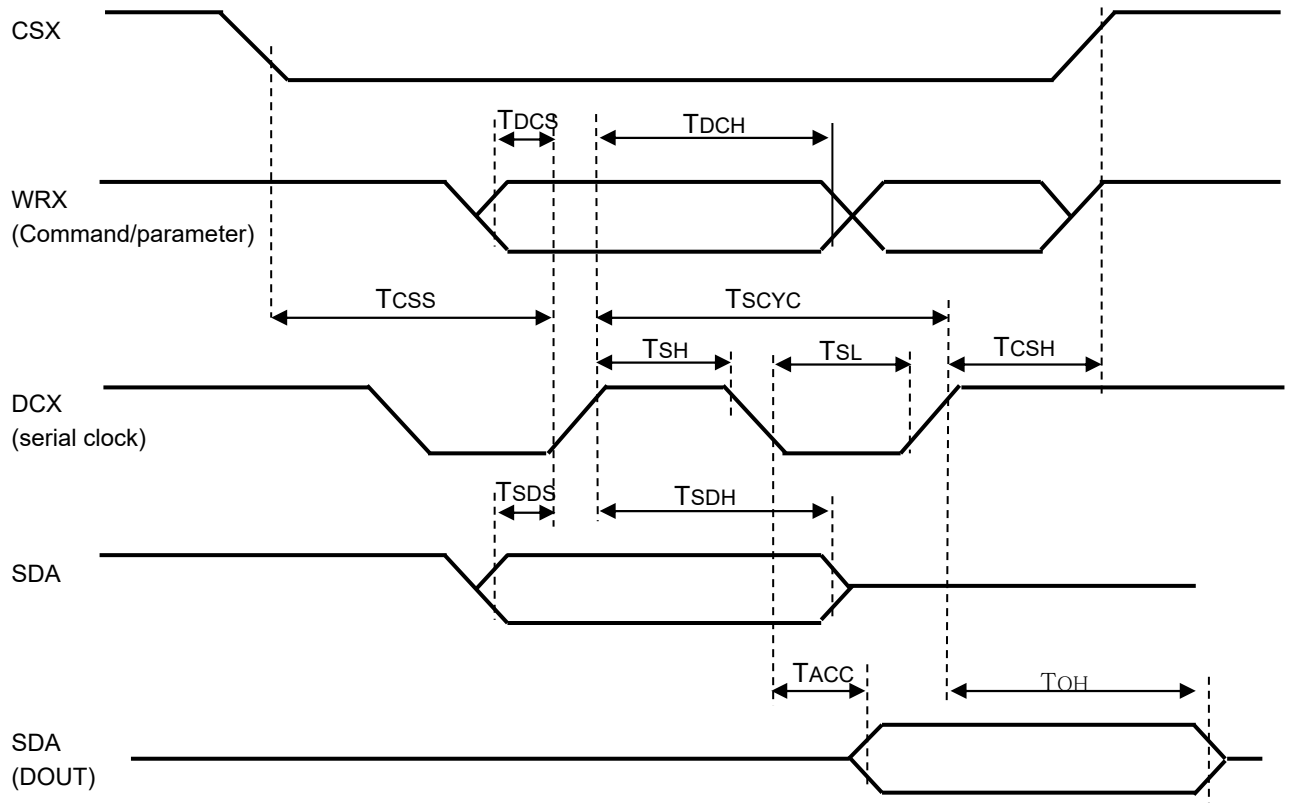 CSX
TDCS
TDCH
WRX
(Command/parameter)
TCSS
TSCYC
TSH
TSL
TCSH
DCX
(serial clock)
TSDS
TSDH
SDA
TACC
TOH
SDA
(DOUT)